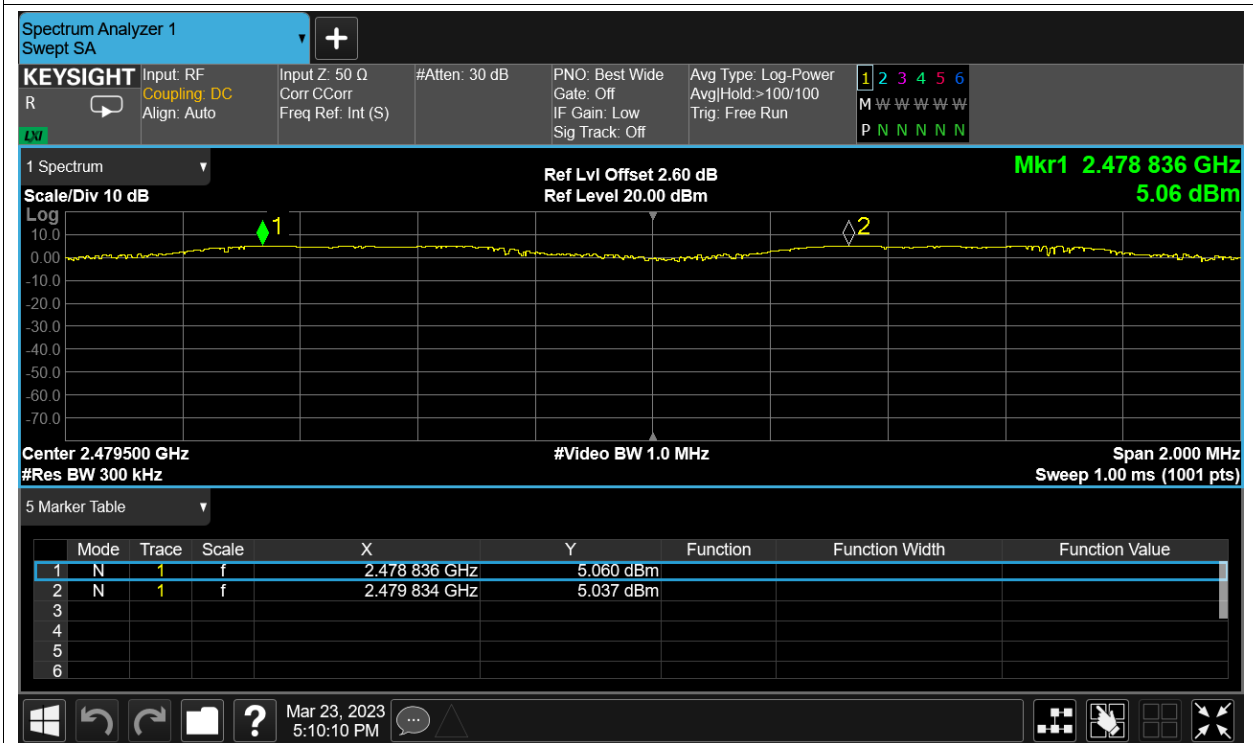 Spectrum Analyzer 1
Swept SA
KEYSIGHT
R
LXI
Input: RF
Coupling: DC
Align: Auto
Input Z: 50 Ω
Corr CCorr
Freq Ref: Int (S)
#Atten: 30 dB
PNO: Best Wide
Gate: Off
IF Gain: Low
Sig Track: Off
Avg Type: Log-Power
Avg|Hold:>100/100
Trig: Free Run
1 2 3 4 5 6
M W W W W W
P N N N N N
1 Spectrum
Scale/Div 10 dB
Ref Lvl Offset 2.60 dB
Ref Level 20.00 dBm
Mkr1 2.478 836 GHz
5.06 dBm
Log
10.0
0.00
-10.0
-20.0
-30.0
-40.0
-50.0
-60.0
-70.0
1
2
Center 2.479500 GHz
#Video BW 1.0 MHz
Span 2.000 MHz
#Res BW 300 kHz
Sweep 1.00 ms (1001 pts)
5 Marker Table
Mode Trace Scale X Y Function Function Width Function Value
1 N 1 f 2.478 836 GHz 5.060 dBm
2 N 1 f 2.479 834 GHz 5.037 dBm
3
4
5
6
?
Mar 23, 2023
5:10:10 PM